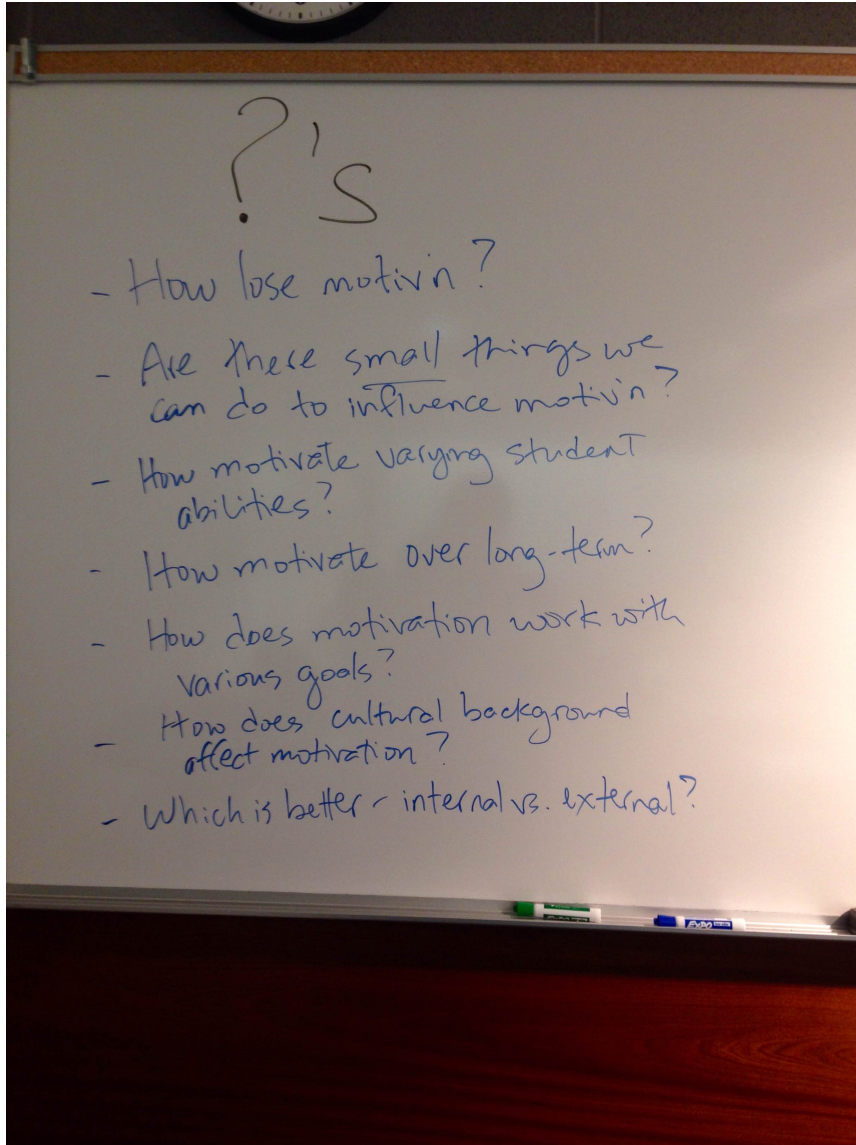 ?'s
- How lose motiv'n?
- Are there small things we
can do to influence motiv'n?
- How motivate varying student
abilities?
- How motivate over long-term?
- How does motivation work with
various goals?
- How does cultural background
affect motivation?
- Which is better - internal vs. external?
EXPO